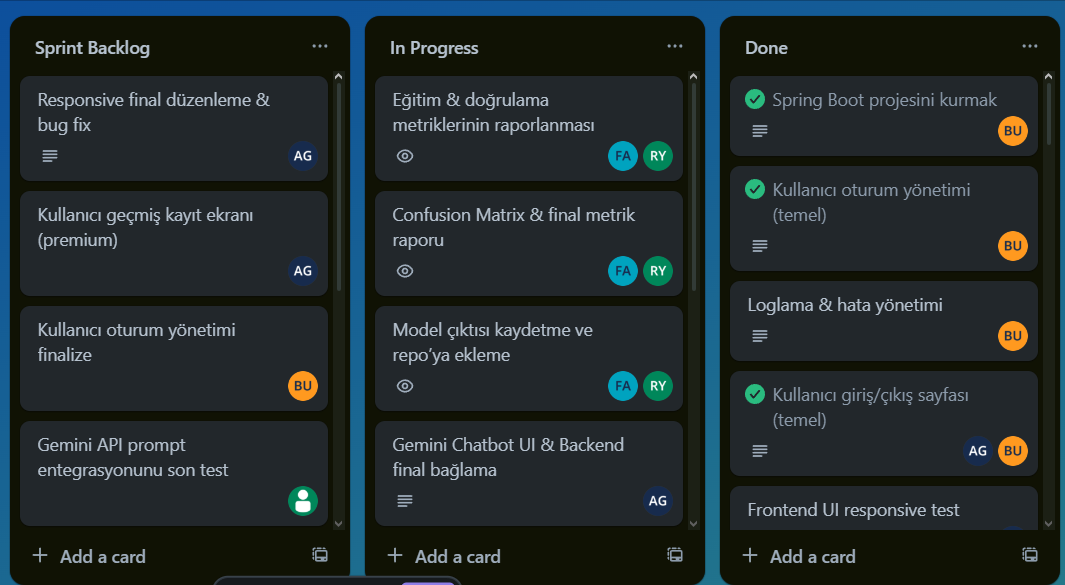 Sprint Backlog
Responsive final düzenleme &
bug fix
AG
Kullanıcı geçmiş kayıt ekranı
(premium)
AG
Kullanıcı oturum yönetimi
finalize
BU
Gemini API prompt
entegrasyonunu son test
+ Add a card
In Progress
Eğitim & doğrulama
metriklerinin raporlanması
FA RY
Confusion Matrix & final metrik
raporu
FA RY
Model çıktısı kaydetme ve
repo’ya ekleme
FA RY
Gemini Chatbot UI & Backend
final bağlama
AG
+ Add a card
Done
Spring Boot projesini kurmak
BU
Kullanıcı oturum yönetimi
(temel)
BU
Loglama & hata yönetimi
BU
Kullanıcı giriş/çıkış sayfası
(temel)
AG BU
Frontend UI responsive test
+ Add a card